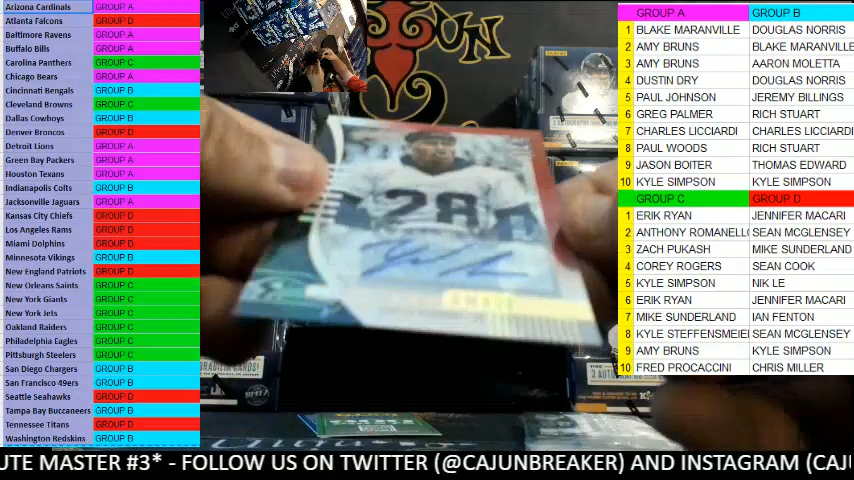 Arizona Cardinals GROUP A
Atlanta Falcons GROUP D
Baltimore Ravens GROUP A
Buffalo Bills GROUP A
Carolina Panthers GROUP C
Chicago Bears GROUP A
Cincinnati Bengals GROUP B
Cleveland Browns GROUP C
Dallas Cowboys GROUP B
Denver Broncos GROUP D
Detroit Lions GROUP A
Green Bay Packers GROUP A
Houston Texans GROUP A
Indianapolis Colts GROUP B
Jacksonville Jaguars GROUP A
Kansas City Chiefs GROUP D
Los Angeles Rams GROUP D
Miami Dolphins GROUP D
Minnesota Vikings GROUP B
New England Patriots GROUP D
New Orleans Saints GROUP C
New York Giants GROUP C
New York Jets GROUP C
Oakland Raiders GROUP C
Philadelphia Eagles GROUP C
Pittsburgh Steelers GROUP C
San Diego Chargers GROUP B
San Francisco 49ers GROUP B
Seattle Seahawks GROUP D
Tampa Bay Buccaneers GROUP B
Tennessee Titans GROUP D
Washington Redskins GROUP B
UN
28
GROUP A GROUP B
1 BLAKE MARANVILLE DOUGLAS NORRIS
2 AMY BRUNS BLAKE MARANVILLE
3 AMY BRUNS AARON MOLETTA
4 DUSTIN DRY DOUGLAS NORRIS
5 PAUL JOHNSON JEREMY BILLINGS
6 GREG PALMER RICH STUART
7 CHARLES LICCIARDI CHARLES LICCIARDI
8 PAUL WOODS RICH STUART
9 JASON BOITER THOMAS EDWARD
10 KYLE SIMPSON KYLE SIMPSON
GROUP C GROUP D
1 ERIK RYAN JENNIFER MACARI
2 ANTHONY ROMANELL SEAN MCGLENSEY
3 ZACH PUKASH MIKE SUNDERLAND
4 COREY ROGERS SEAN COOK
5 KYLE SIMPSON NIK LE
6 ERIK RYAN JENNIFER MACARI
7 MIKE SUNDERLAND IAN FENTON
8 KYLE STEFFENSMEIE SEAN MCGLENSEY
9 AMY BRUNS KYLE SIMPSON
10 FRED PROCACCINI CHRIS MILLER
UTE MASTER #3* - FOLLOW US ON TWITTER (@CAJUNBREAKER) AND INSTAGRAM (CAJU